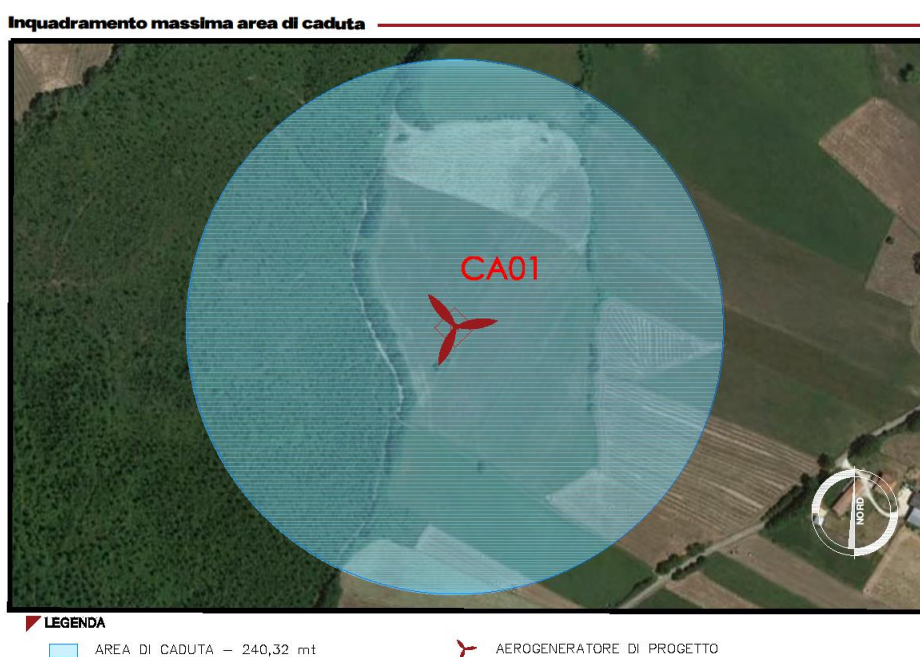 Inquadramento massima area di caduta
CA01
NORD
LEGENDA
AREA DI CADUTA – 240,32 mt
AEROGENERATORE DI PROGETTO